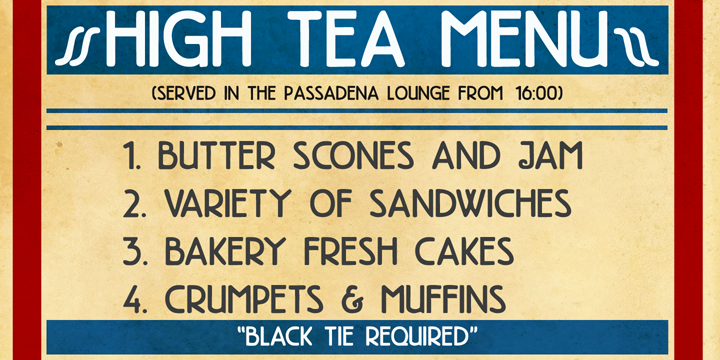 HIGH TEA MENU
(SERVED IN THE PASSADENA LOUNGE FROM 16:00)
1. BUTTER SCONES AND JAM
2. VARIETY OF SANDWICHES
3. BAKERY FRESH CAKES
4. CRUMPETS & MUFFINS
“BLACK TIE REQUIRED”